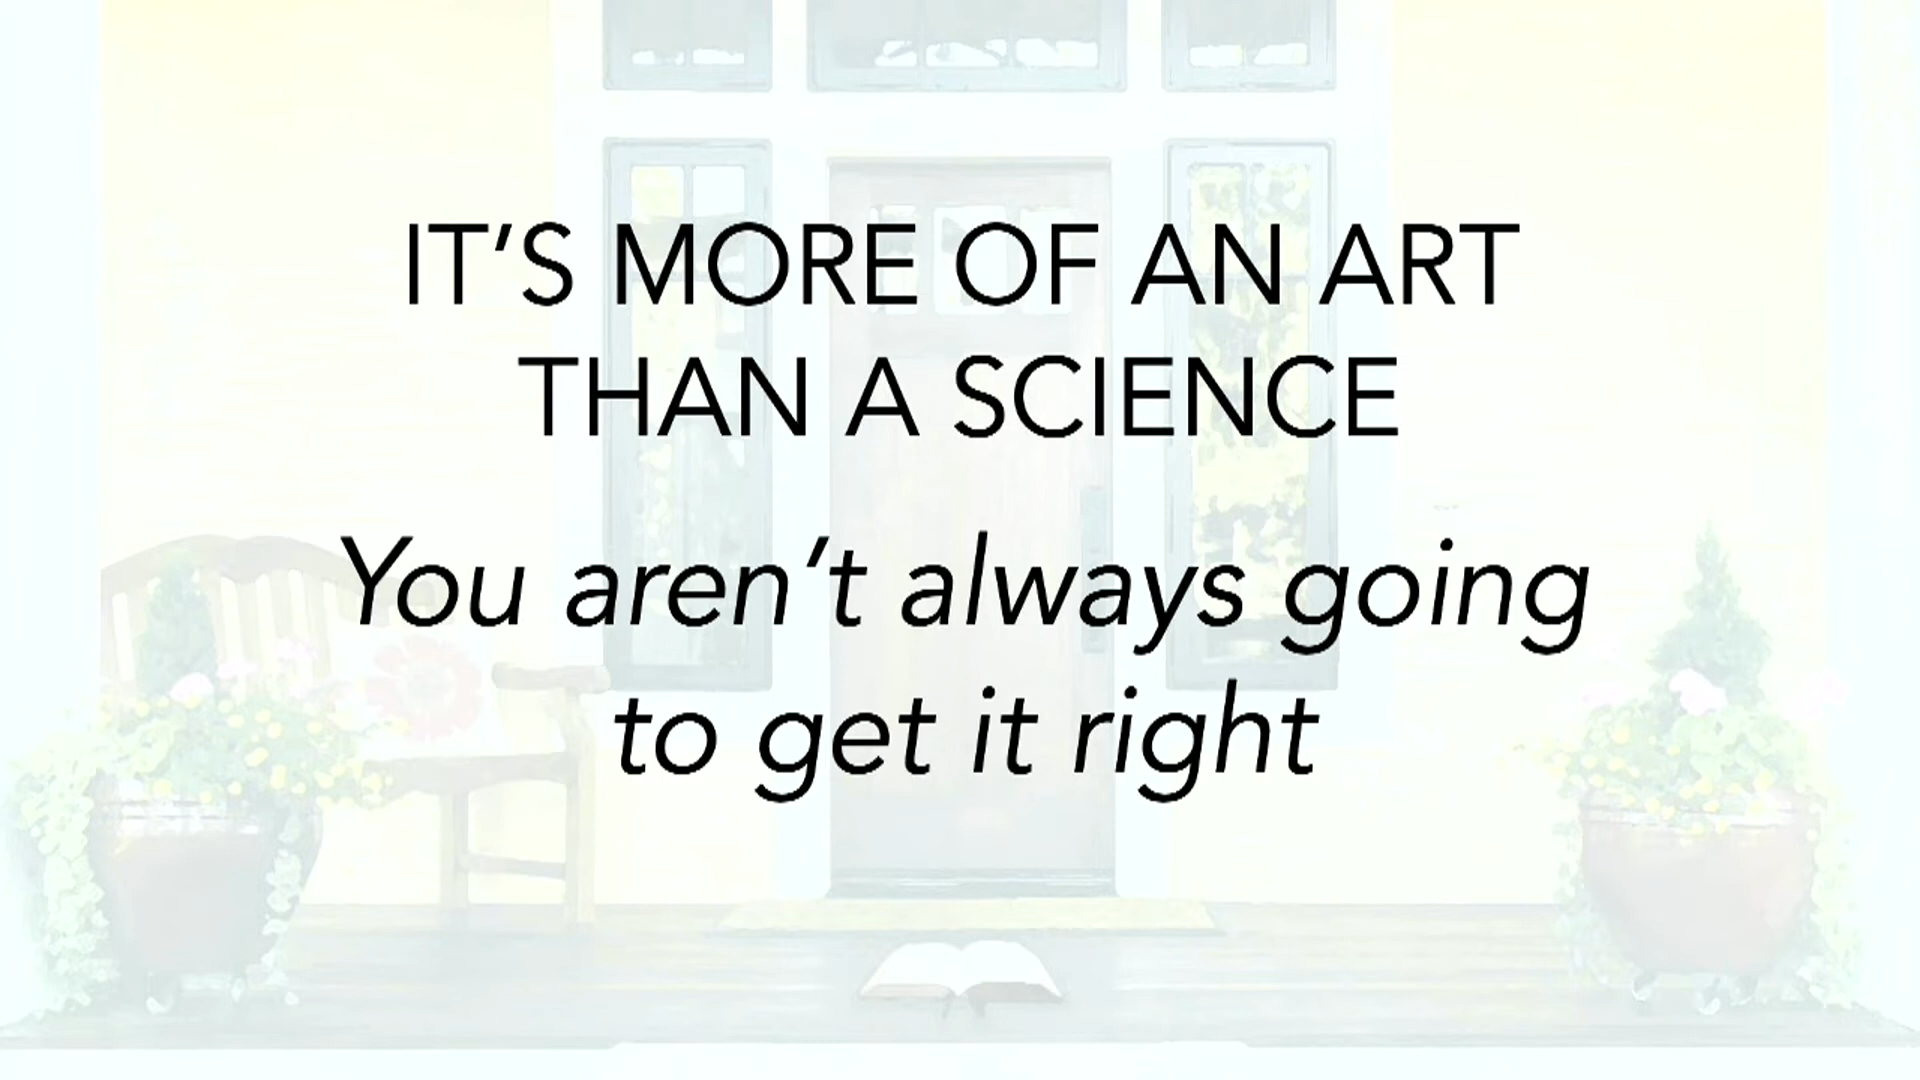 IT’S MORE OF AN ART
THAN A SCIENCE
You aren’t always going
to get it right